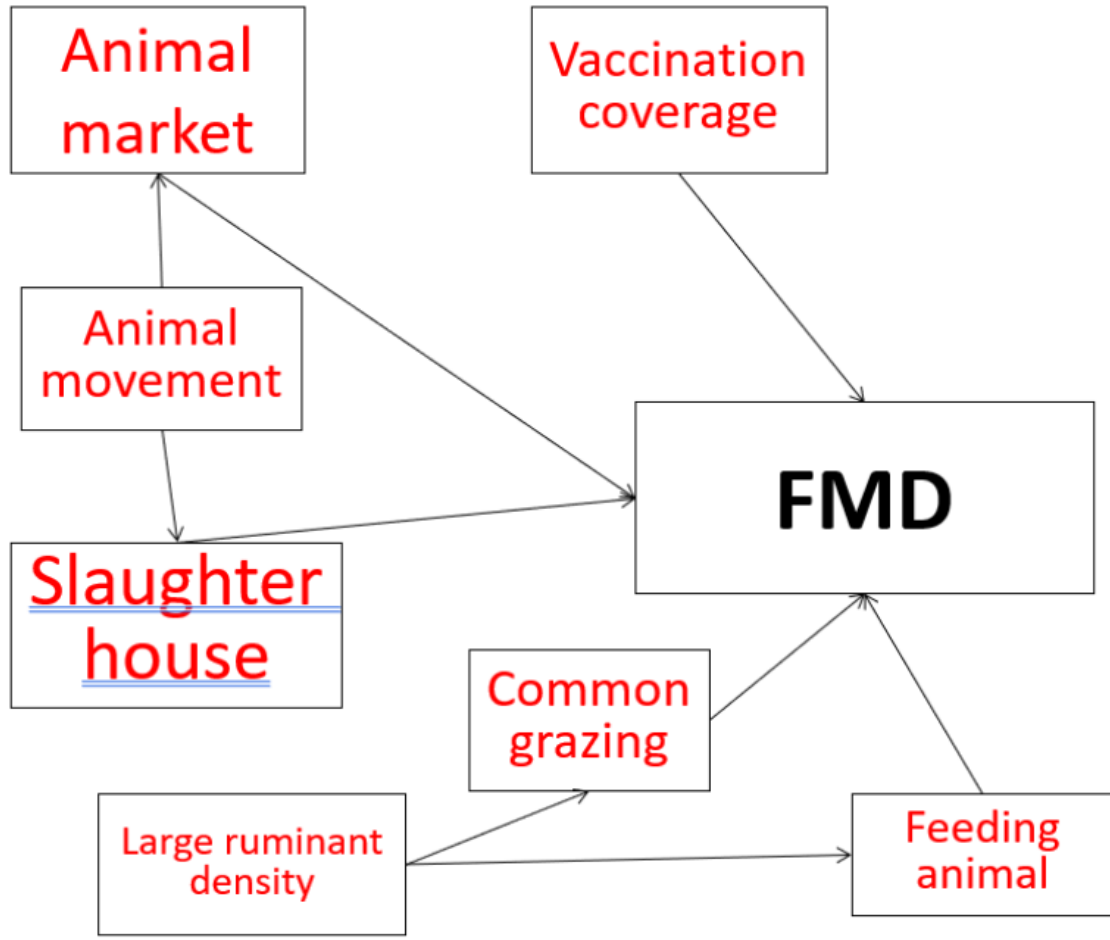 Animal
market
Vaccination
coverage
Animal
movement
FMD
Slaughter
house
Common
grazing
Large ruminant
density
Feeding
animal